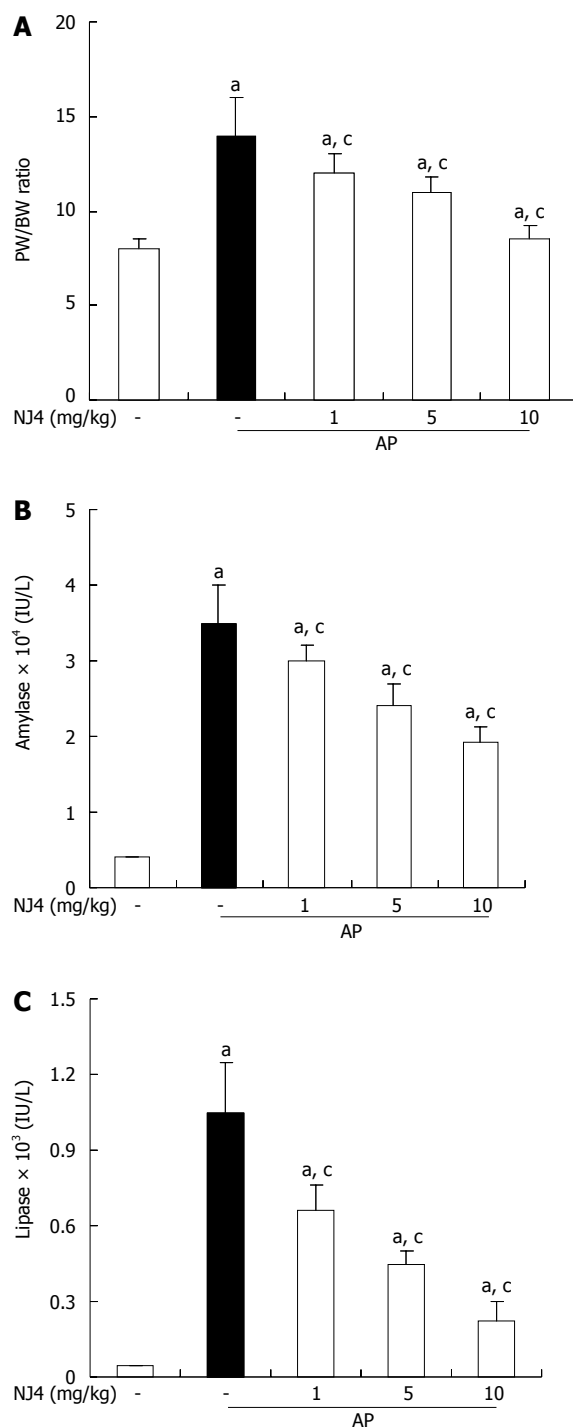 A
20
a
15
a, c
a, c
a, c
10
5
0
PW/BW ratio
NJ4 (mg/kg) - - 1 5 10
AP
B
5
a
4
a, c
3
a, c
a, c
2
1
0
Amylase × 10⁴ (IU/L)
NJ4 (mg/kg) - - 1 5 10
AP
C
1.5
a
1.2
0.9
a, c
0.6
a, c
a, c
0.3
0
Lipase × 10³ (IU/L)
NJ4 (mg/kg) - - 1 5 10
AP